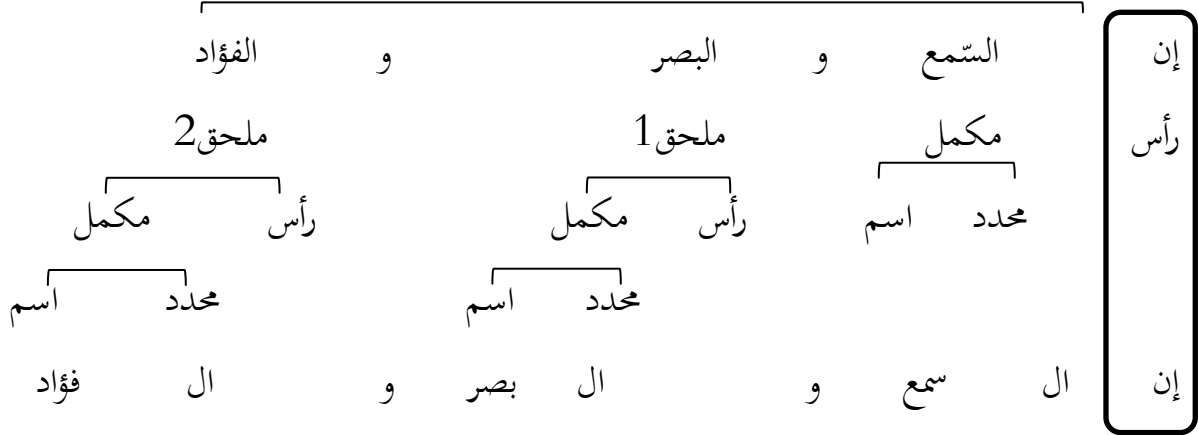 إن السّمع و البصر و الفؤاد
رأس مكمل ملحق1 ملحق2
محدد اسم رأس مكمل رأس مكمل
محدد اسم محدد اسم
إن ال سمع و ال بصر و ال فؤاد